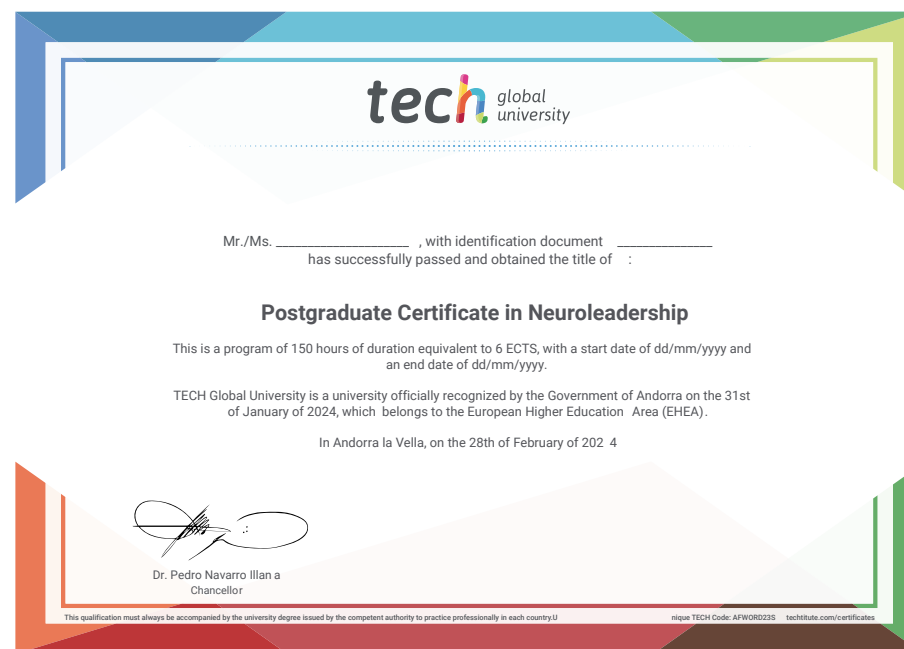 tech global
university
Mr./Ms. _____________________ , with identification document _______________
has successfully passed and obtained the title of :
Postgraduate Certificate in Neuroleadership
This is a program of 150 hours of duration equivalent to 6 ECTS, with a start date of dd/mm/yyyy and
an end date of dd/mm/yyyy.
TECH Global University is a university officially recognized by the Government of Andorra on the 31st
of January of 2024, which belongs to the European Higher Education Area (EHEA).
In Andorra la Vella, on the 28th of February of 202 4
Dr. Pedro Navarro Illan a
Chancellor
This qualification must always be accompanied by the university degree issued by the competent authority to practice professionally in each country.U nique TECH Code: AFWORD23S techtitute.com/certificates